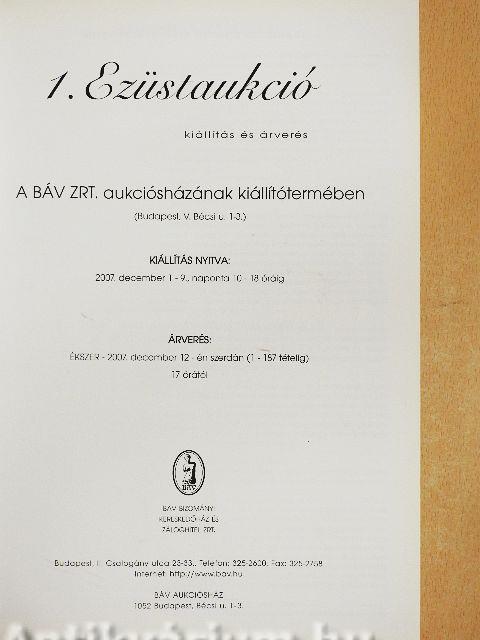 1. Ezüstaukció
kiállítás és árverés
A BÁV ZRT. aukciósházának kiállítótermében
(Budapest, V. Bécsi u. 1-3.)
KIÁLLÍTÁS NYITVA:
2007. december 1 - 9., naponta 10 - 18 óráig
ÁRVERÉS:
ÉKSZER - 2007. december 12 - én szerdán (1 - 187 tételig)
17 órától
BÁV
BÁV BIZOMÁNYI
KERESKEDŐHÁZ ÉS
ZÁLOGHITEL ZRT.
Budapest, II. Csalogány utca 23-33., Telefon: 325-2600, Fax: 325-2758
Internet: http://www.bav.hu
BÁV AUKCIÓSHÁZ
1052 Budapest, Bécsi u. 1-3.
Antikvárium.hu